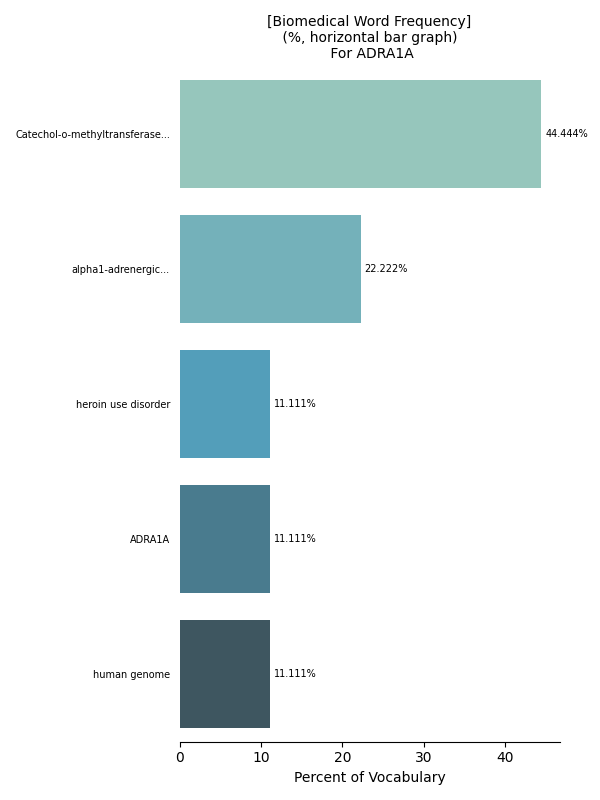 [Biomedical Word Frequency]
(%, horizontal bar graph)
For ADRA1A
Catechol-o-methyltransferase... 44.444%
alpha1-adrenergic... 22.222%
heroin use disorder 11.111%
ADRA1A 11.111%
human genome 11.111%
0 10 20 30 40
Percent of Vocabulary